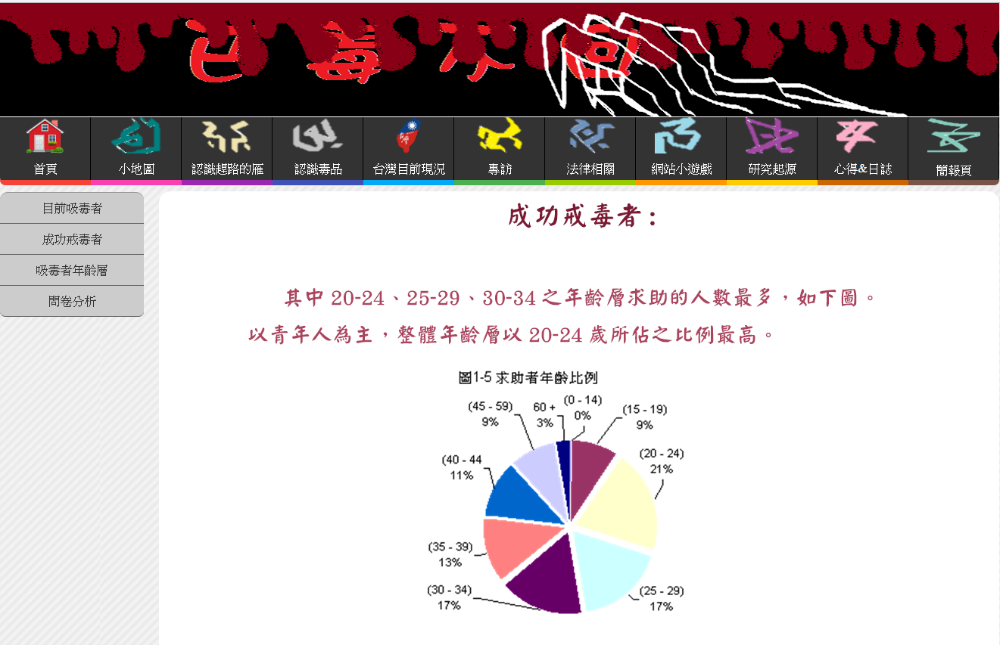 已毒不回
首頁
小地圖
認識趕路的雁
認識毒品
台灣目前現況
專訪
法律相關
網站小遊戲
研究起源
心得&日誌
簡報頁
目前吸毒者
成功戒毒者
吸毒者年齡層
問卷分析
成功戒毒者：
其中 20-24、25-29、30-34 之年齡層求助的人數最多，如下圖。
以青年人為主，整體年齡層以 20-24 歲所佔之比例最高。
圖1-5 求助者年齡比例
(0 - 14)
0%
(15 - 19)
9%
(20 - 24)
21%
(25 - 29)
17%
(30 - 34)
17%
(35 - 39)
13%
(40 - 44
11%
(45 - 59)
9%
60 +
3%